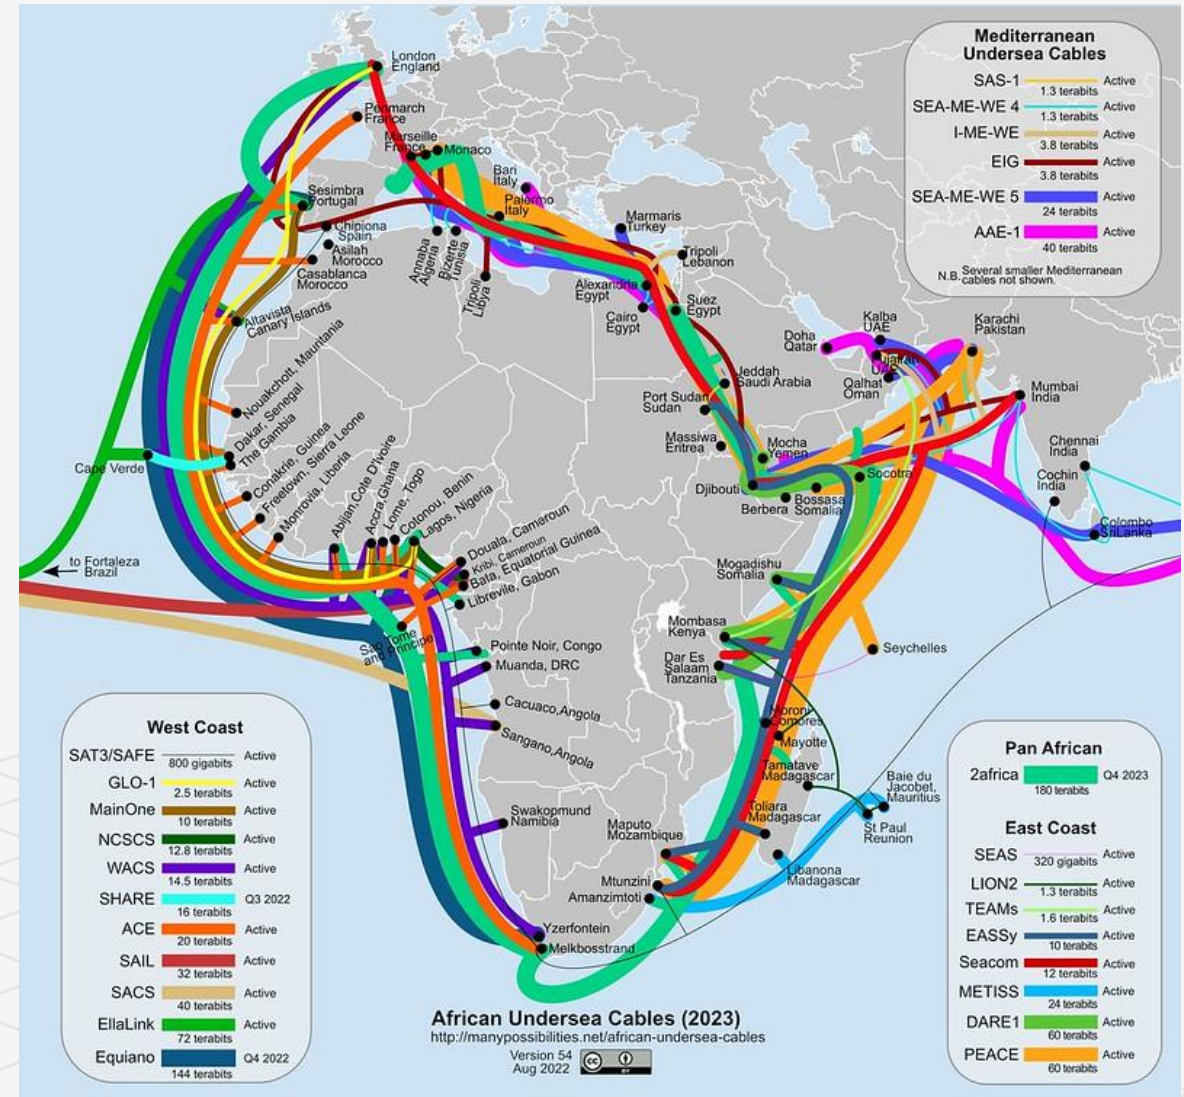 London
England
Penmarch
France
Marseille
France
Monaco
Bari
Italy
Palermo
Italy
Sesimbra
Portugal
Chipiona
Spain
Asilah
Morocco
Casablanca
Morocco
Annaba
Algeria
Bizerte
Tunisia
Tripoli
Libya
Marmaris
Turkey
Tripoli
Lebanon
Alexandria
Egypt
Cairo
Egypt
Suez
Egypt
Altavista
Canary Islands
Nouakchott, Mauritania
Dakar, Senegal
The Gambia
Cape Verde
Conakrie, Guinea
Freetown, Sierra Leone
Monrovia, Liberia
Abijan, Cote D'Ivoire
Accra, Ghana
Lome, Togo
Cotonou, Benin
Lagos, Nigeria
Douala, Cameroun
Kribi, Cameroun
Bata, Equatorial Guinea
Libreville, Gabon
to Fortaleza
Brazil
Sao Tome
and Principe
Pointe Noir, Congo
Muanda, DRC
Cacuaco,Angola
Sangano,Angola
Swakopmund
Namibia
Yzerfontein
Melkbosstrand
Doha
Qatar
Kalba
UAE
Fujairah
UAE
Qalhat
Oman
Karachi
Pakistan
Mumbai
India
Chennai
India
Cochin
India
Colombo
Sri Lanka
Jeddah
Saudi Arabia
Port Sudan
Sudan
Massiwa
Eritrea
Mocha
Yemen
Djibouti
Berbera
Bossasa
Somalia
Socotra
Mogadishu
Somalia
Mombasa
Kenya
Dar Es
Salaam
Tanzania
Seychelles
Moroni
Comores
Mayotte
Tamatave
Madagascar
Toliara
Madagascar
Baie du
Jacobet,
Mauritius
St Paul
Reunion
Libanona
Madagascar
Maputo
Mozambique
Mtunzini
Amanzimtoti
Mediterranean
Undersea Cables
SAS-1 Active
1.3 terabits
SEA-ME-WE 4 Active
1.3 terabits
I-ME-WE Active
3.8 terabits
EIG Active
3.8 terabits
SEA-ME-WE 5 Active
24 terabits
AAE-1 Active
40 terabits
N.B. Several smaller Mediterranean
cables not shown.
West Coast
SAT3/SAFE Active
800 gigabits
GLO-1 Active
2.5 terabits
MainOne Active
10 terabits
NCSCS Active
12.8 terabits
WACS Active
14.5 terabits
SHARE Q3 2022
16 terabits
ACE Active
20 terabits
SAIL Active
32 terabits
SACS Active
40 terabits
EllaLink Active
72 terabits
Equiano Q4 2022
144 terabits
Pan African
2africa Q4 2023
180 terabits
East Coast
SEAS Active
320 gigabits
LION2 Active
1.3 terabits
TEAMs Active
1.6 terabits
EASSy Active
10 terabits
Seacom Active
12 terabits
METISS Active
24 terabits
DARE1 Active
60 terabits
PEACE Active
60 terabits
African Undersea Cables (2023)
http://manypossibilities.net/african-undersea-cables
Version 54
Aug 2022
cc
BY